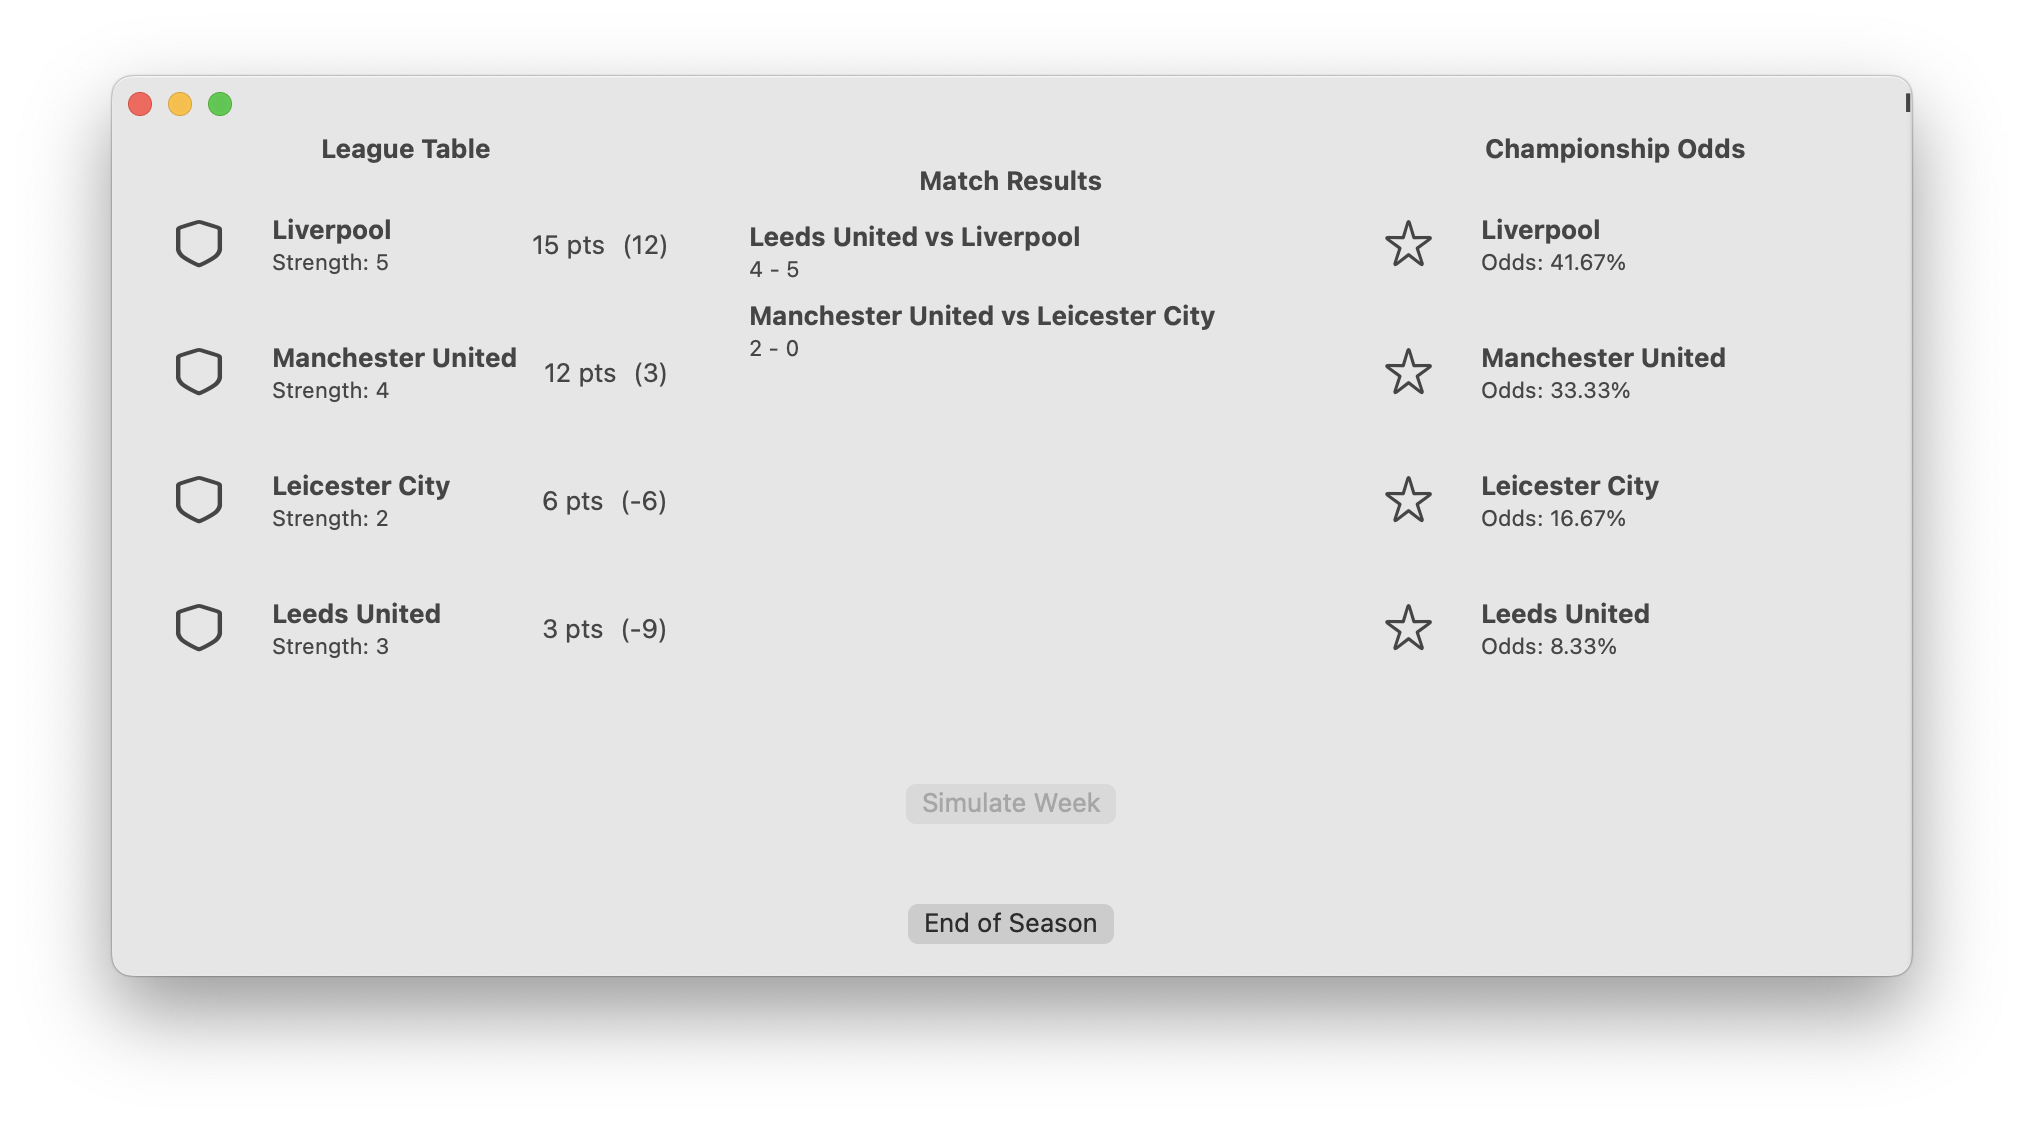 League Table
Liverpool
Strength: 5
15 pts (12)
Manchester United
Strength: 4
12 pts (3)
Leicester City
Strength: 2
6 pts (-6)
Leeds United
Strength: 3
3 pts (-9)
Match Results
Leeds United vs Liverpool
4 - 5
Manchester United vs Leicester City
2 - 0
Simulate Week
End of Season
Championship Odds
Liverpool
Odds: 41.67%
Manchester United
Odds: 33.33%
Leicester City
Odds: 16.67%
Leeds United
Odds: 8.33%